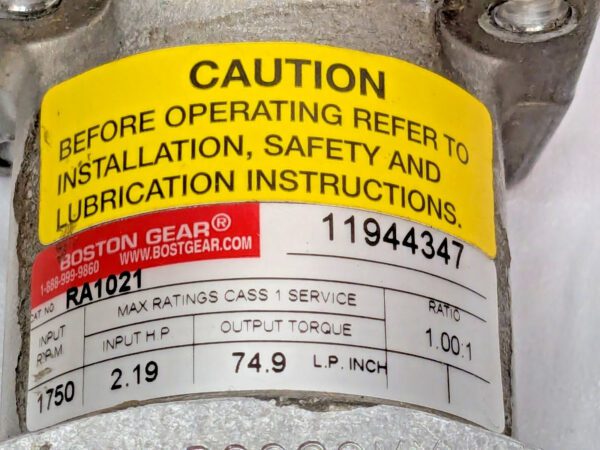 CAUTION
BEFORE OPERATING REFER TO
INSTALLATION, SAFETY AND
LUBRICATION INSTRUCTIONS.
BOSTON GEAR®
1-888-999-9860 WWW.BOSTGEAR.COM
11944347
CAT NO RA1021
MAX RATINGS CASS 1 SERVICE
RATIO
INPUT R.P.M.
INPUT H.P
OUTPUT TORQUE
1.00:1
1750
2.19
74.9 L.P. INCH